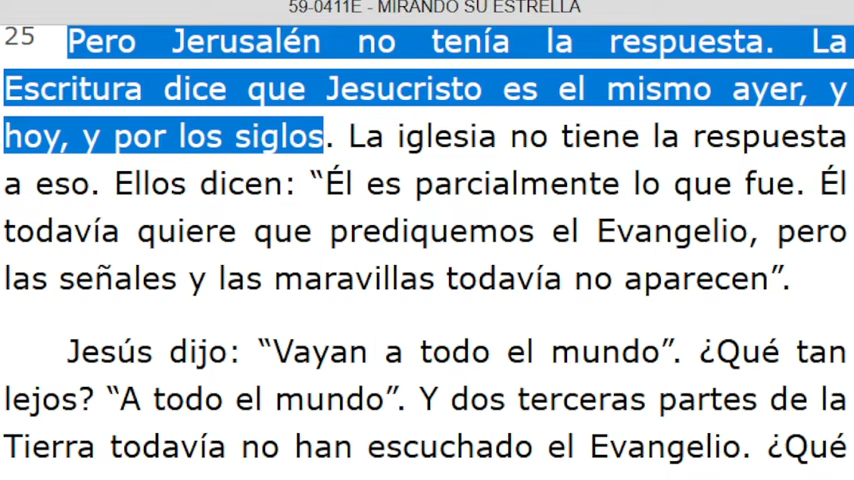 59-0411E - MIRANDO SU ESTRELLA
25 Pero Jerusalén no tenía la respuesta. La
Escritura dice que Jesucristo es el mismo ayer, y
hoy, y por los siglos. La iglesia no tiene la respuesta
a eso. Ellos dicen: “Él es parcialmente lo que fue. Él
todavía quiere que prediquemos el Evangelio, pero
las señales y las maravillas todavía no aparecen”.
Jesús dijo: “Vayan a todo el mundo”. ¿Qué tan
lejos? “A todo el mundo”. Y dos terceras partes de la
Tierra todavía no han escuchado el Evangelio. ¿Qué